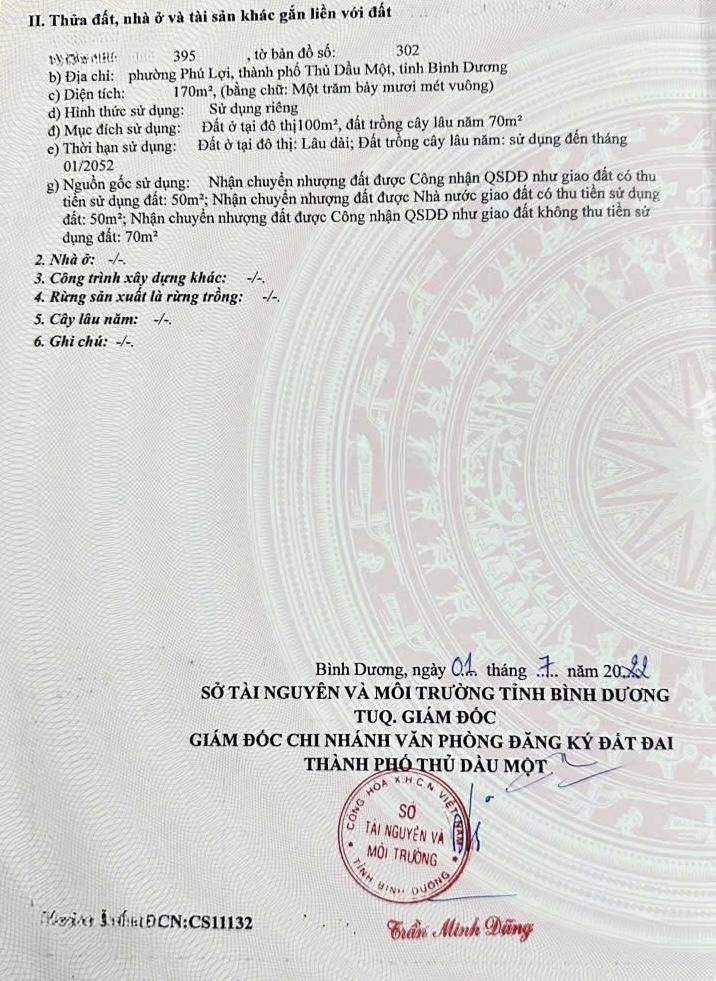 II. Thửa đất, nhà ở và tài sản khác gắn liền với đất
395 , tờ bản đồ số: 302
b) Địa chỉ: phường Phú Lợi, thành phố Thủ Dầu Một, tỉnh Bình Dương
c) Diện tích: 170m², (bằng chữ: Một trăm bảy mươi mét vuông)
d) Hình thức sử dụng: Sử dụng riêng
đ) Mục đích sử dụng: Đất ở tại đô thị100m², đất trồng cây lâu năm 70m²
e) Thời hạn sử dụng: Đất ở tại đô thị: Lâu dài; Đất trồng cây lâu năm: sử dụng đến tháng
01/2052
g) Nguồn gốc sử dụng: Nhận chuyển nhượng đất được Công nhận QSDĐ như giao đất có thu
tiền sử dụng đất: 50m²; Nhận chuyển nhượng đất được Nhà nước giao đất có thu tiền sử dụng
đất: 50m²; Nhận chuyển nhượng đất được Công nhận QSDĐ như giao đất không thu tiền sử
dụng đất: 70m²
2. Nhà ở: -/-.
3. Công trình xây dựng khác: -/-.
4. Rừng sản xuất là rừng trồng: -/-.
5. Cây lâu năm: -/-.
6. Ghi chú: -/-.
Bình Dương, ngày 01 tháng 7 năm 2022
SỞ TÀI NGUYÊN VÀ MÔI TRƯỜNG TỈNH BÌNH DƯƠNG
TUQ. GIÁM ĐỐC
GIÁM ĐỐC CHI NHÁNH VĂN PHÒNG ĐĂNG KÝ ĐẤT ĐAI
THÀNH PHỐ THỦ DẦU MỘT
CỘNG HÒA X.H.C.N VIỆT NAM
SỞ
TÀI NGUYÊN VÀ
MÔI TRƯỜNG
TỈNH BÌNH DƯƠNG
ĐCN:CS11132
Trần Minh Dũng